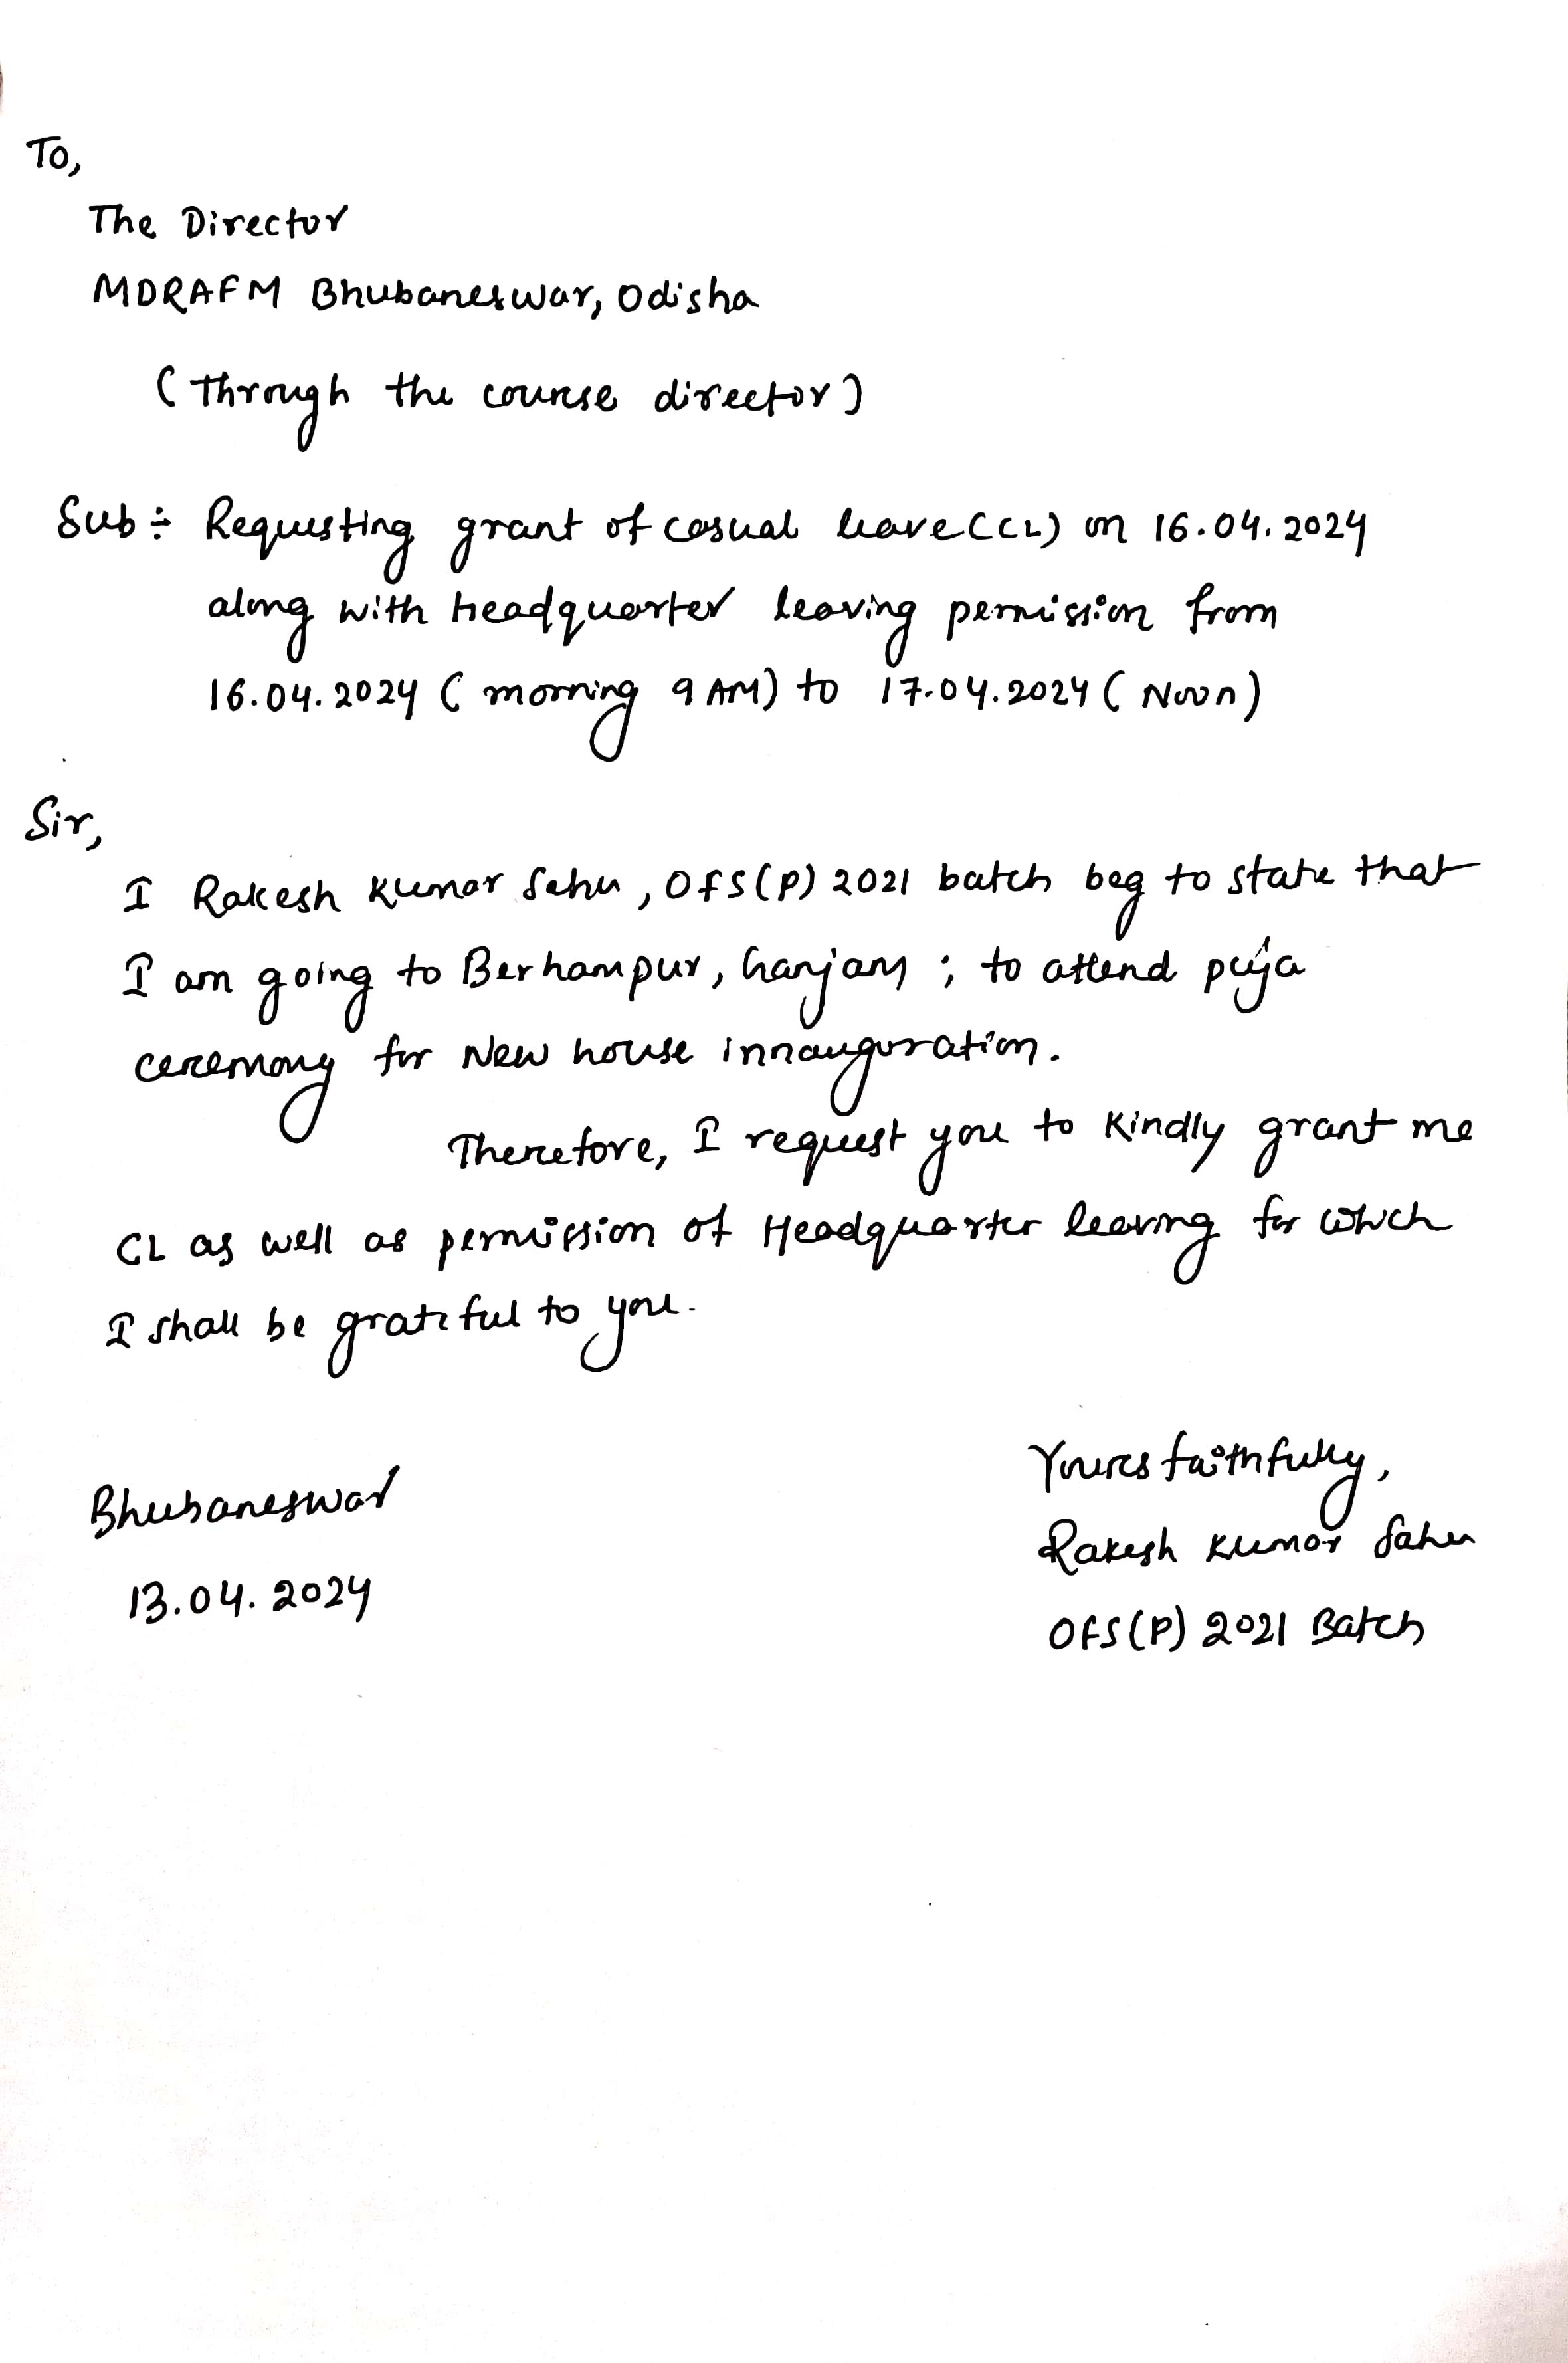 To,
The Director
MDRAFM Bhubaneswar, Odisha
(Through the course director)
Sub ÷ Requesting grant of casual leave (CL) on 16.04.2024
along with headquarter leaving permission from
16.04.2024 (morning 9 AM) to 17.04.2024 (Noon)
Sir,
I Rakesh Kumar Sahu, OFS(P) 2021 batch beg to state that
I am going to Berhampur, Ganjam ; to attend puja
ceremony for New house innauguration.
Therefore, I request you to kindly grant me
CL as well as permission of Headquarter leaving for which
I shall be grateful to you.
Yours faithfully,
Bhubaneswar
Rakesh Kumar Sahu
13.04.2024
OFS(P) 2021 Batch